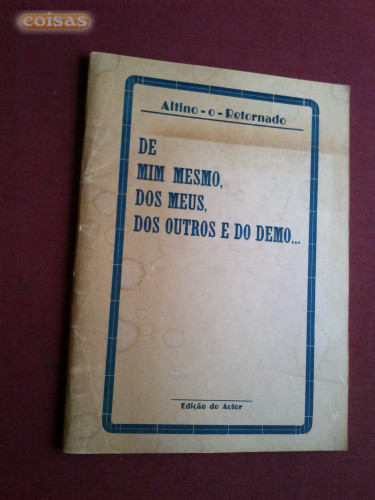 coisas
Altino-o-Retornado
DE
MIM MESMO,
DOS MEUS,
DOS OUTROS E DO DEMO...
Edição do Autor